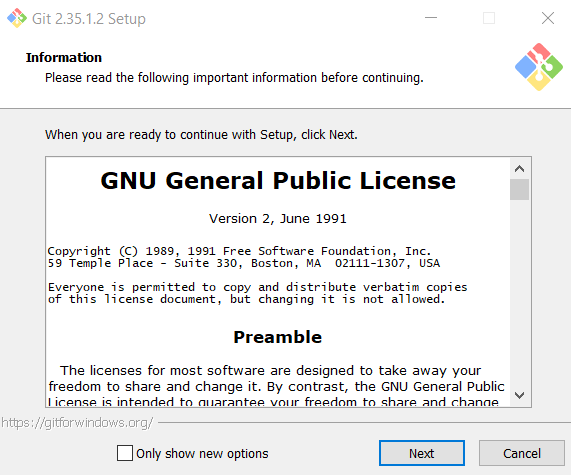 Git 2.35.1.2 Setup
Information
Please read the following important information before continuing.
When you are ready to continue with Setup, click Next.
GNU General Public License
Version 2, June 1991
Copyright (C) 1989, 1991 Free Software Foundation, Inc.
59 Temple Place - Suite 330, Boston, MA  02111-1307, USA
Everyone is permitted to copy and distribute verbatim copies
of this license document, but changing it is not allowed.
Preamble
The licenses for most software are designed to take away your
freedom to share and change it. By contrast, the GNU General Public
License is intended to guarantee your freedom to share and change
https://gitforwindows.org/
Only show new options
Next
Cancel